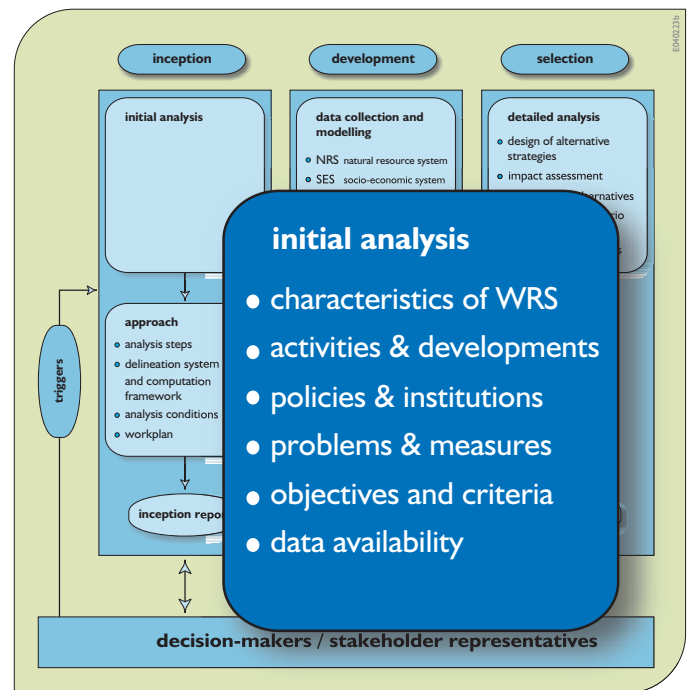 E040223b
inception
development
selection
initial analysis
data collection and
modelling
NRS natural resource system
SES socio-economic system
detailed analysis
design of alternative
strategies
impact assessment
initial analysis
characteristics of WRS
activities & developments
policies & institutions
problems & measures
objectives and criteria
data availability
approach
analysis steps
delineation system
and computation
framework
analysis conditions
workplan
triggers
inception repo
decision-makers / stakeholder representatives